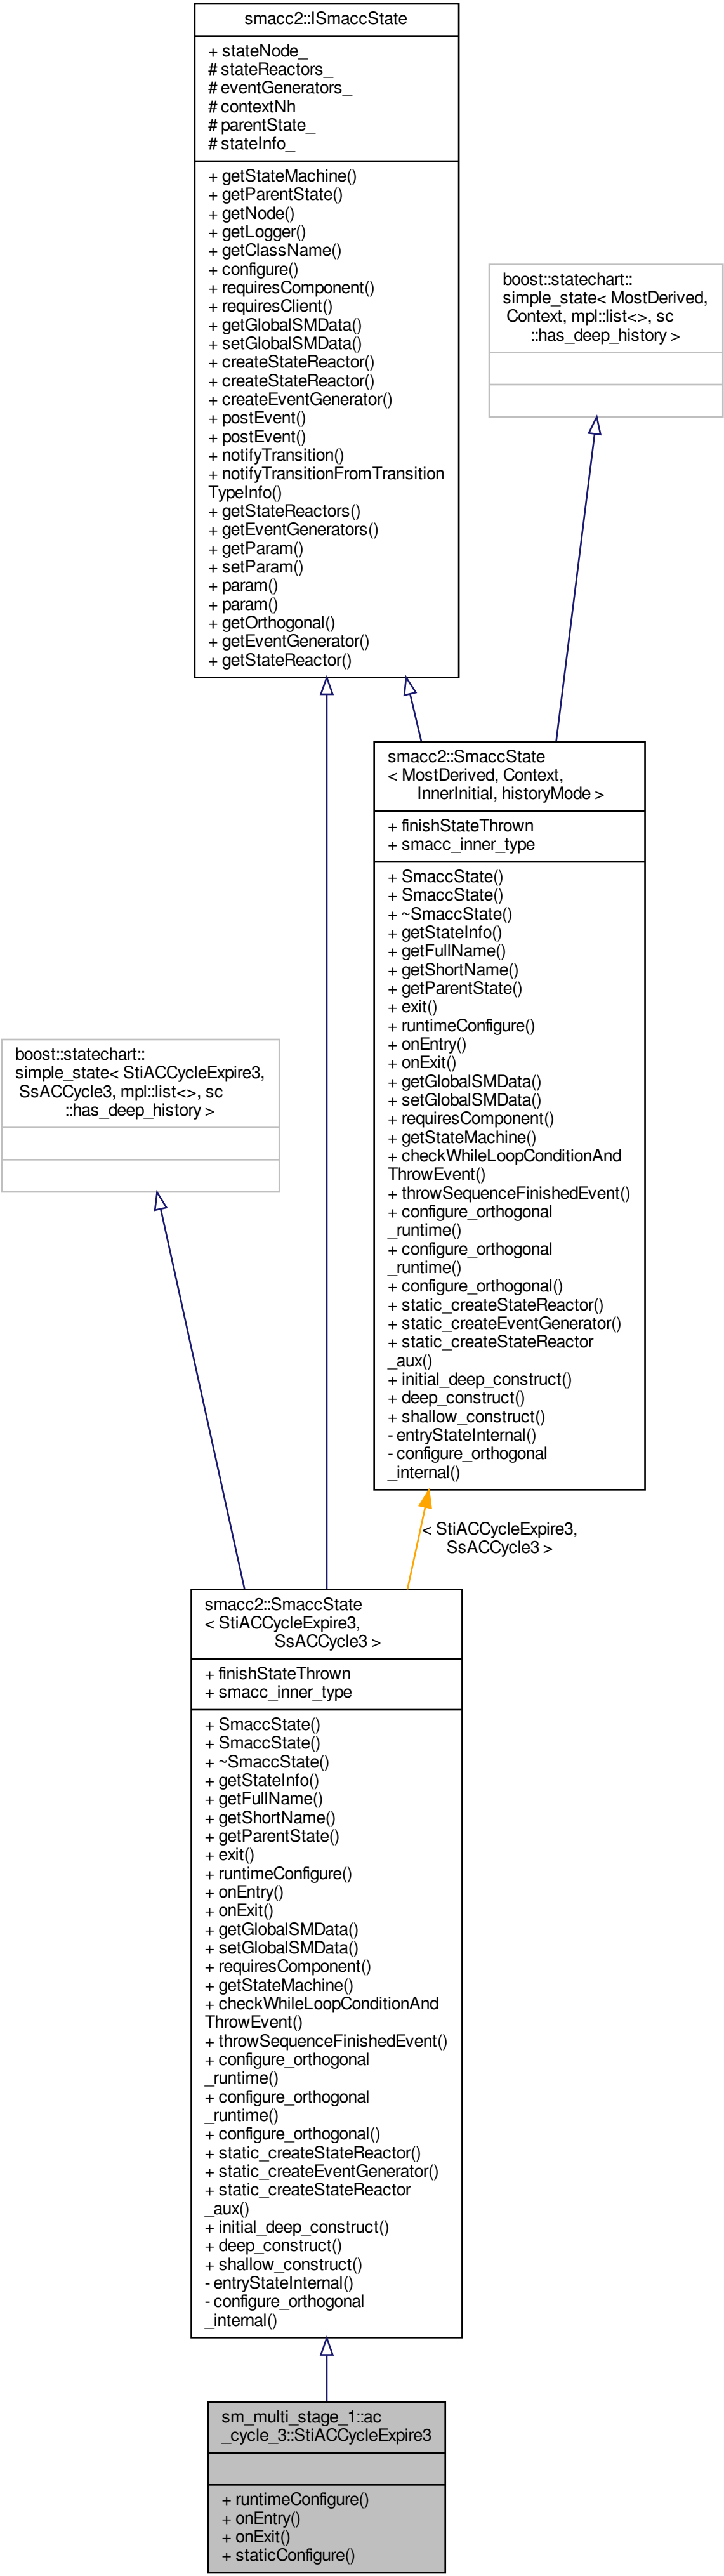 smacc2::ISmaccState
+ stateNode_
# stateReactors_
# eventGenerators_
# contextNh
# parentState_
# stateInfo_
+ getStateMachine()
+ getParentState()
+ getNode()
+ getLogger()
+ getClassName()
+ configure()
+ requiresComponent()
+ requiresClient()
+ getGlobalSMData()
+ setGlobalSMData()
+ createStateReactor()
+ createStateReactor()
+ createEventGenerator()
+ postEvent()
+ postEvent()
+ notifyTransition()
+ notifyTransitionFromTransition
TypeInfo()
+ getStateReactors()
+ getEventGenerators()
+ getParam()
+ setParam()
+ param()
+ param()
+ getOrthogonal()
+ getEventGenerator()
+ getStateReactor()
boost::statechart::
simple_state< MostDerived,
Context, mpl::list<>, sc
::has_deep_history >
smacc2::SmaccState
< MostDerived, Context,
InnerInitial, historyMode >
+ finishStateThrown
+ smacc_inner_type
+ SmaccState()
+ SmaccState()
+ ~SmaccState()
+ getStateInfo()
+ getFullName()
+ getShortName()
+ getParentState()
+ exit()
+ runtimeConfigure()
+ onEntry()
+ onExit()
+ getGlobalSMData()
+ setGlobalSMData()
+ requiresComponent()
+ getStateMachine()
+ checkWhileLoopConditionAnd
ThrowEvent()
+ throwSequenceFinishedEvent()
+ configure_orthogonal
_runtime()
+ configure_orthogonal
_runtime()
+ configure_orthogonal()
+ static_createStateReactor()
+ static_createEventGenerator()
+ static_createStateReactor
_aux()
+ initial_deep_construct()
+ deep_construct()
+ shallow_construct()
- entryStateInternal()
- configure_orthogonal
_internal()
boost::statechart::
simple_state< StiACCycleExpire3,
SsACCycle3, mpl::list<>, sc
::has_deep_history >
< StiACCycleExpire3,
SsACCycle3 >
smacc2::SmaccState
< StiACCycleExpire3,
SsACCycle3 >
+ finishStateThrown
+ smacc_inner_type
+ SmaccState()
+ SmaccState()
+ ~SmaccState()
+ getStateInfo()
+ getFullName()
+ getShortName()
+ getParentState()
+ exit()
+ runtimeConfigure()
+ onEntry()
+ onExit()
+ getGlobalSMData()
+ setGlobalSMData()
+ requiresComponent()
+ getStateMachine()
+ checkWhileLoopConditionAnd
ThrowEvent()
+ throwSequenceFinishedEvent()
+ configure_orthogonal
_runtime()
+ configure_orthogonal
_runtime()
+ configure_orthogonal()
+ static_createStateReactor()
+ static_createEventGenerator()
+ static_createStateReactor
_aux()
+ initial_deep_construct()
+ deep_construct()
+ shallow_construct()
- entryStateInternal()
- configure_orthogonal
_internal()
sm_multi_stage_1::ac
_cycle_3::StiACCycleExpire3
+ runtimeConfigure()
+ onEntry()
+ onExit()
+ staticConfigure()